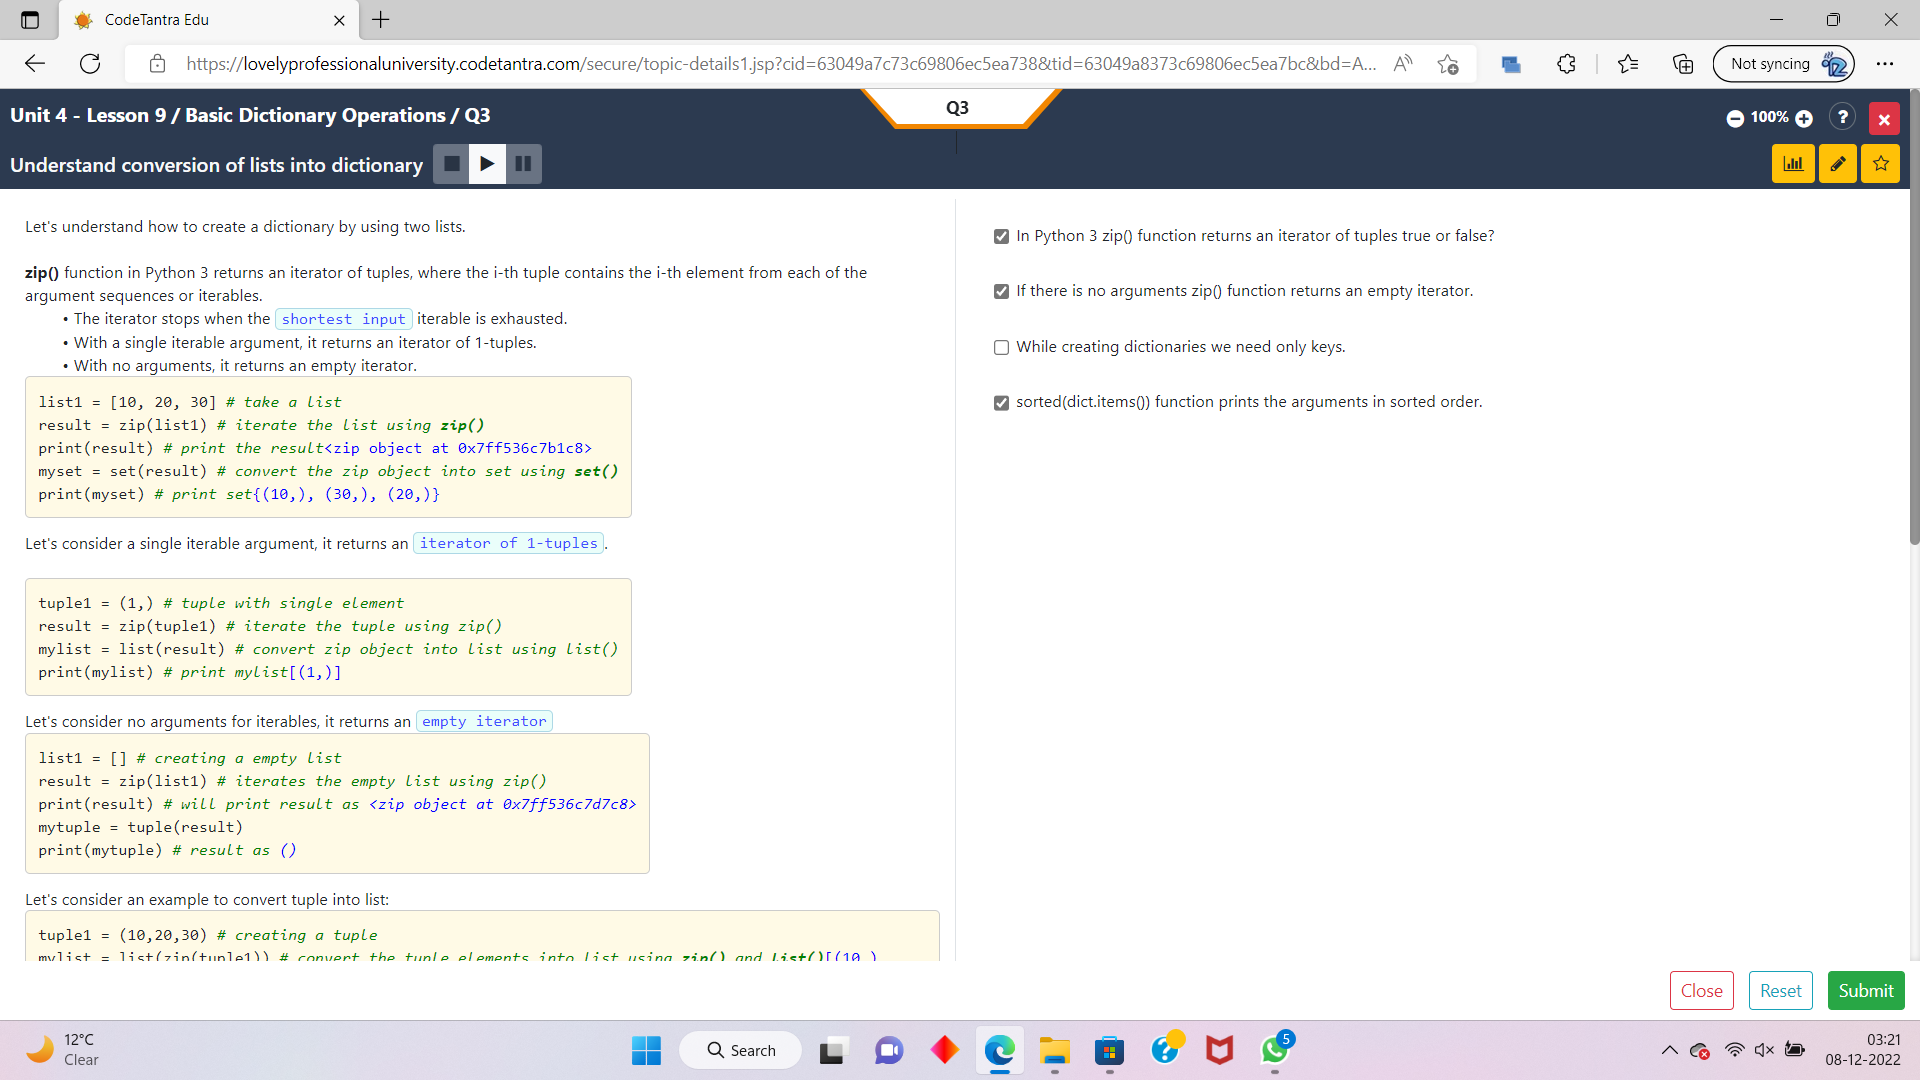 CodeTantra Edu
https://lovelyprofessionaluniversity.codetantra.com/secure/topic-details1.jsp?cid=63049a7c73c69806ec5ea738&tid=63049a8373c69806ec5ea7bc&bd=A...
Not syncing
Unit 4 - Lesson 9 / Basic Dictionary Operations / Q3
Q3
100%
?
Understand conversion of lists into dictionary
Let's understand how to create a dictionary by using two lists.
zip() function in Python 3 returns an iterator of tuples, where the i-th tuple contains the i-th element from each of the
argument sequences or iterables.
• The iterator stops when the shortest input iterable is exhausted.
• With a single iterable argument, it returns an iterator of 1-tuples.
• With no arguments, it returns an empty iterator.
list1 = [10, 20, 30] # take a list
result = zip(list1) # iterate the list using zip()
print(result) # print the result<zip object at 0x7ff536c7b1c8>
myset = set(result) # convert the zip object into set using set()
print(myset) # print set{(10,), (30,), (20,)}
Let's consider a single iterable argument, it returns an iterator of 1-tuples.
tuple1 = (1,) # tuple with single element
result = zip(tuple1) # iterate the tuple using zip()
mylist = list(result) # convert zip object into list using list()
print(mylist) # print mylist[(1,)]
Let's consider no arguments for iterables, it returns an empty iterator
list1 = [] # creating a empty list
result = zip(list1) # iterates the empty list using zip()
print(result) # will print result as <zip object at 0x7ff536c7d7c8>
mytuple = tuple(result)
print(mytuple) # result as ()
Let's consider an example to convert tuple into list:
tuple1 = (10,20,30) # creating a tuple
mylist = list(zip(tuple1)) # convert the tuple elements into list using zip() and list()[(10,)
In Python 3 zip() function returns an iterator of tuples true or false?
If there is no arguments zip() function returns an empty iterator.
While creating dictionaries we need only keys.
sorted(dict.items()) function prints the arguments in sorted order.
Close
Reset
Submit
12°C
Clear
Search
5
03:21
08-12-2022